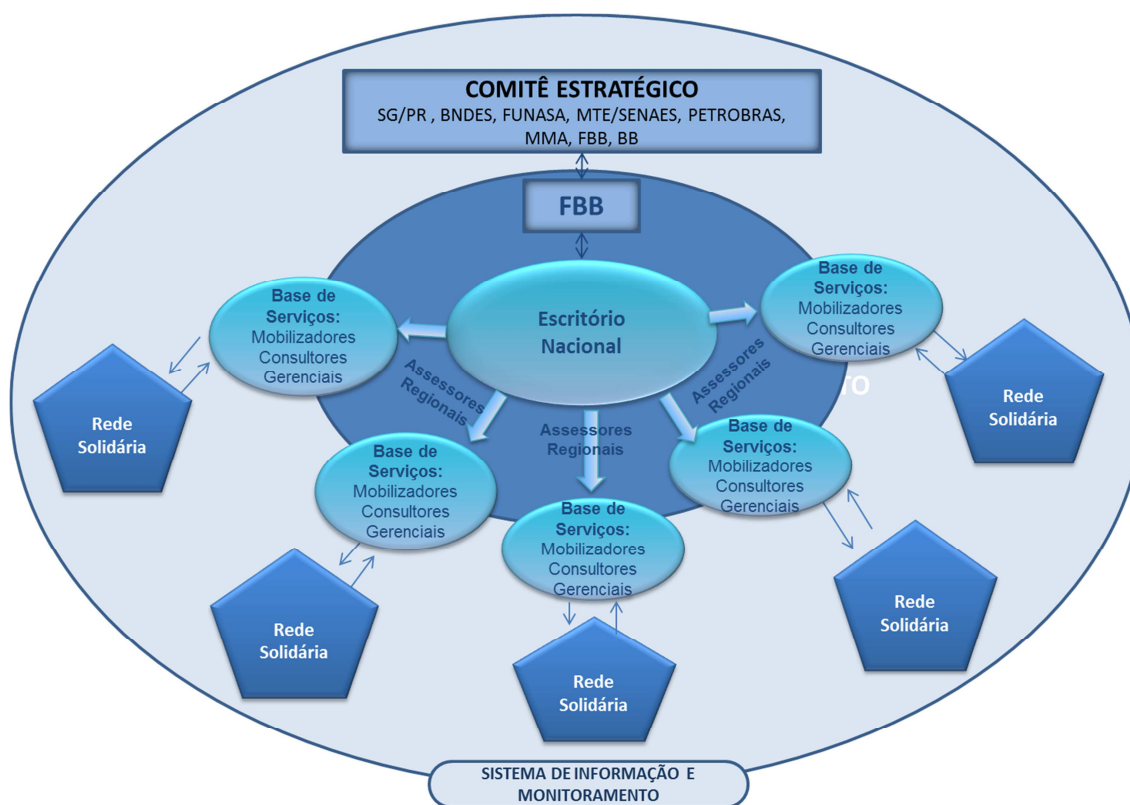 COMITÊ ESTRATÉGICO
SG/PR , BNDES, FUNASA, MTE/SENAES, PETROBRAS,
MMA, FBB, BB
FBB
Escritório
Nacional
Base de
Serviços:
Mobilizadores
Consultores
Gerenciais
Base de
Serviços:
Mobilizadores
Consultores
Gerenciais
Assessores
Regionais
Assessores
Regionais
Assessores
Regionais
TO
Rede
Solidária
Rede
Solidária
Base de
Serviços:
Mobilizadores
Consultores
Gerenciais
Base de
Serviços:
Mobilizadores
Consultores
Gerenciais
Base de
Serviços:
Mobilizadores
Consultores
Gerenciais
Rede
Solidária
Rede
Solidária
Rede
Solidária
SISTEMA DE INFORMAÇÃO E
MONITORAMENTO